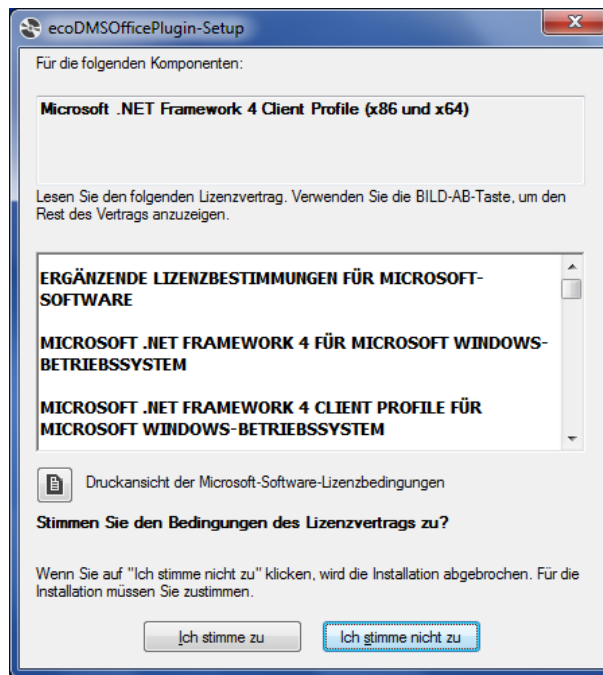 ecoDMSOfficePlugin-Setup
Für die folgenden Komponenten:
Microsoft .NET Framework 4 Client Profile (x86 und x64)
Lesen Sie den folgenden Lizenzvertrag. Verwenden Sie die BILD-AB-Taste, um den
Rest des Vertrags anzuzeigen.
ERGÄNZENDE LIZENZBESTIMMUNGEN FÜR MICROSOFT-
SOFTWARE
MICROSOFT .NET FRAMEWORK 4 FÜR MICROSOFT WINDOWS-
BETRIEBSSYSTEM
MICROSOFT .NET FRAMEWORK 4 CLIENT PROFILE FÜR
MICROSOFT WINDOWS-BETRIEBSSYSTEM
Druckansicht der Microsoft-Software-Lizenzbedingungen
Stimmen Sie den Bedingungen des Lizenzvertrags zu?
Wenn Sie auf "Ich stimme nicht zu" klicken, wird die Installation abgebrochen. Für die
Installation müssen Sie zustimmen.
Ich stimme zu
Ich stimme nicht zu